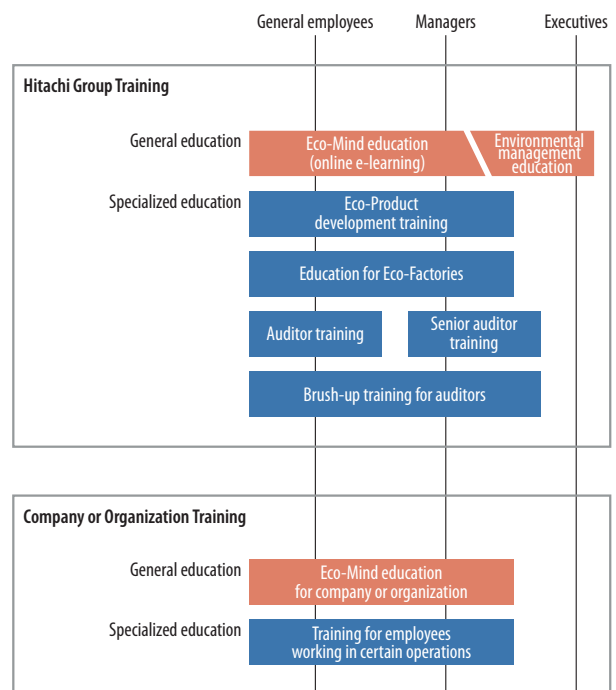 General employees Managers Executives
Hitachi Group Training
General education
Eco-Mind education
(online e-learning)
Environmental
management
education
Specialized education
Eco-Product
development training
Education for Eco-Factories
Auditor training
Senior auditor
training
Brush-up training for auditors
Company or Organization Training
General education
Eco-Mind education
for company or organization
Specialized education
Training for employees
working in certain operations